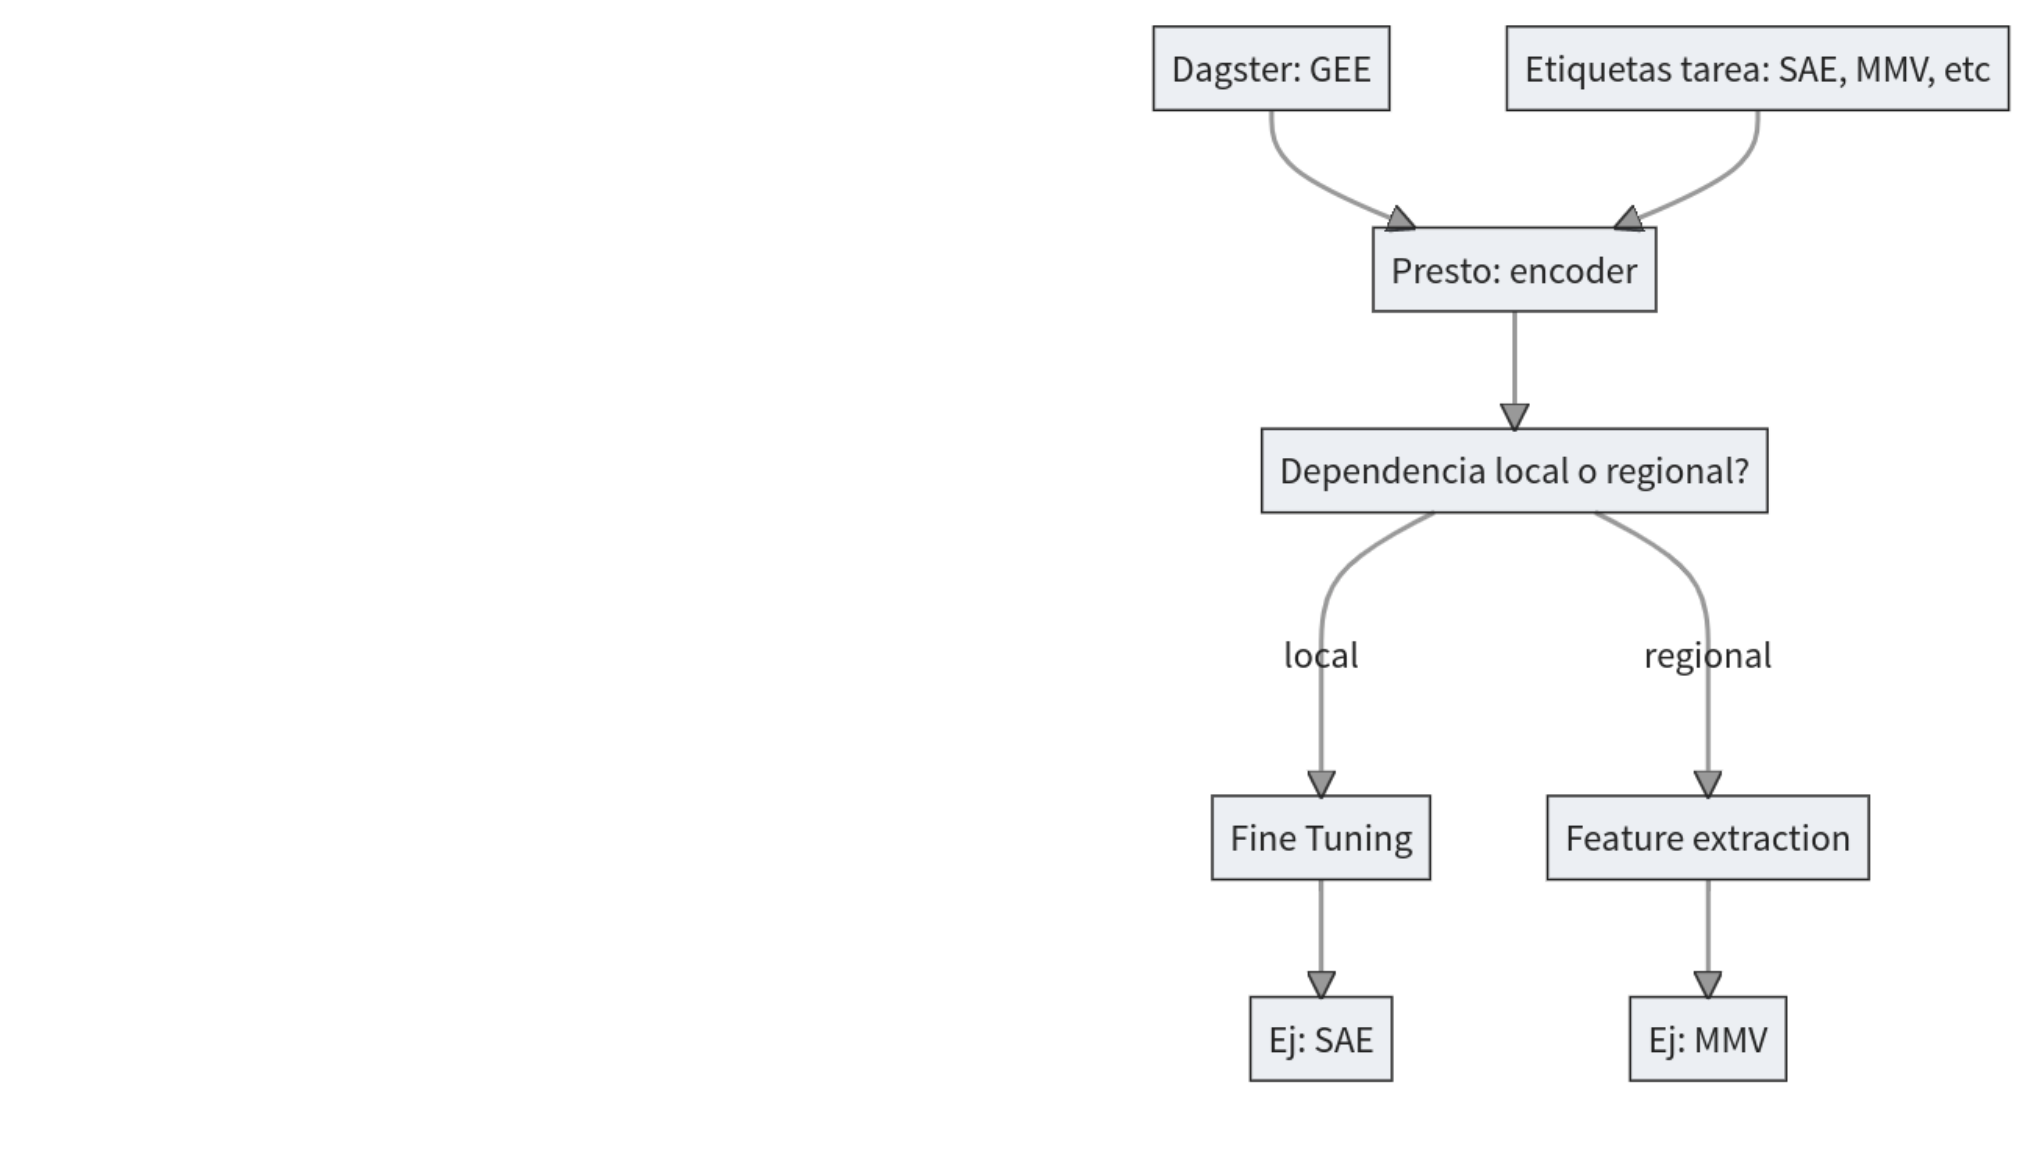 Dagster: GEE
Etiquetas tarea: SAE, MMV, etc
Presto: encoder
Dependencia local o regional?
local
regional
Fine Tuning
Feature extraction
Ej: SAE
Ej: MMV